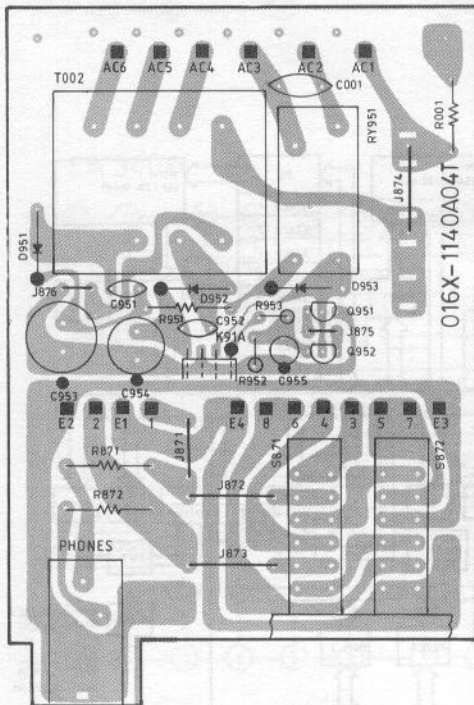 AC6 AC5 AC4 AC3 AC2 AC1
T002
C001
RY951
R001
J874
016X-1140A04T
D951
J876
C951
D952
D953
R951
C952
R953
Q951
J875
K91A
Q952
R952
C955
C953
C954
E2 2 E1 1 E4 8 6 4 3 5 7 E3
J871
S871
S872
R871
J872
R872
PHONES
J873